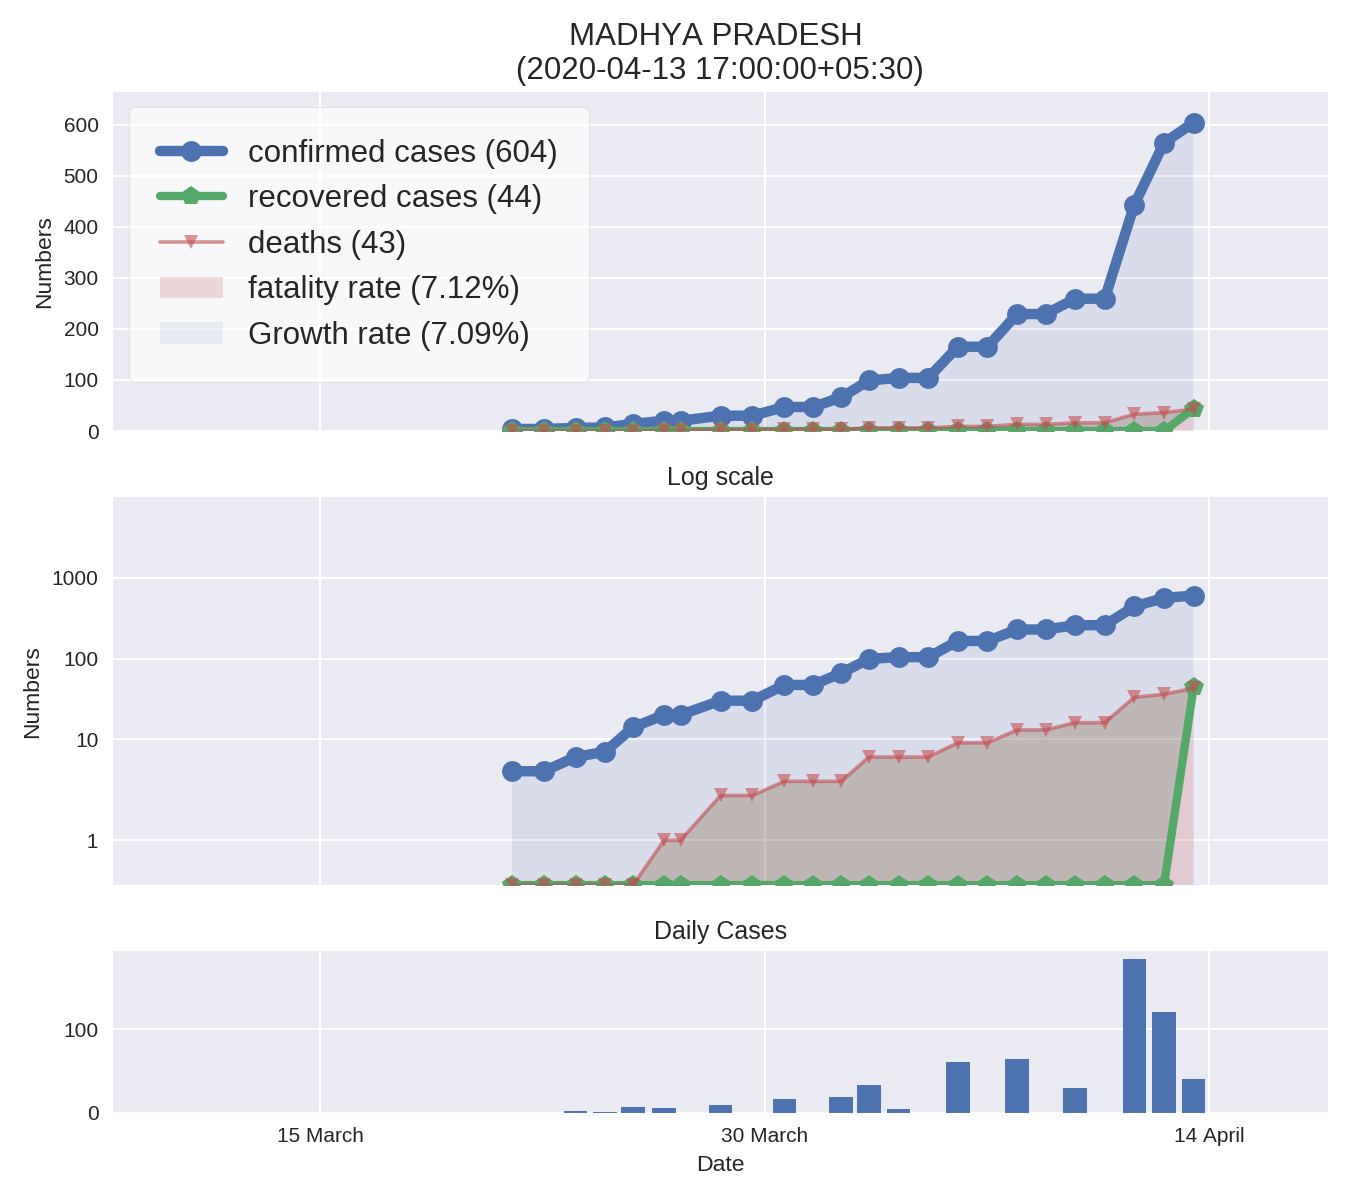 MADHYA PRADESH
(2020-04-13 17:00:00+05:30)
600
500
400
300
200
100
0
Numbers
confirmed cases (604)
recovered cases (44)
deaths (43)
fatality rate (7.12%)
Growth rate (7.09%)
Log scale
1000
100
10
1
Numbers
Daily Cases
100
0
15 March
30 March
14 April
Date